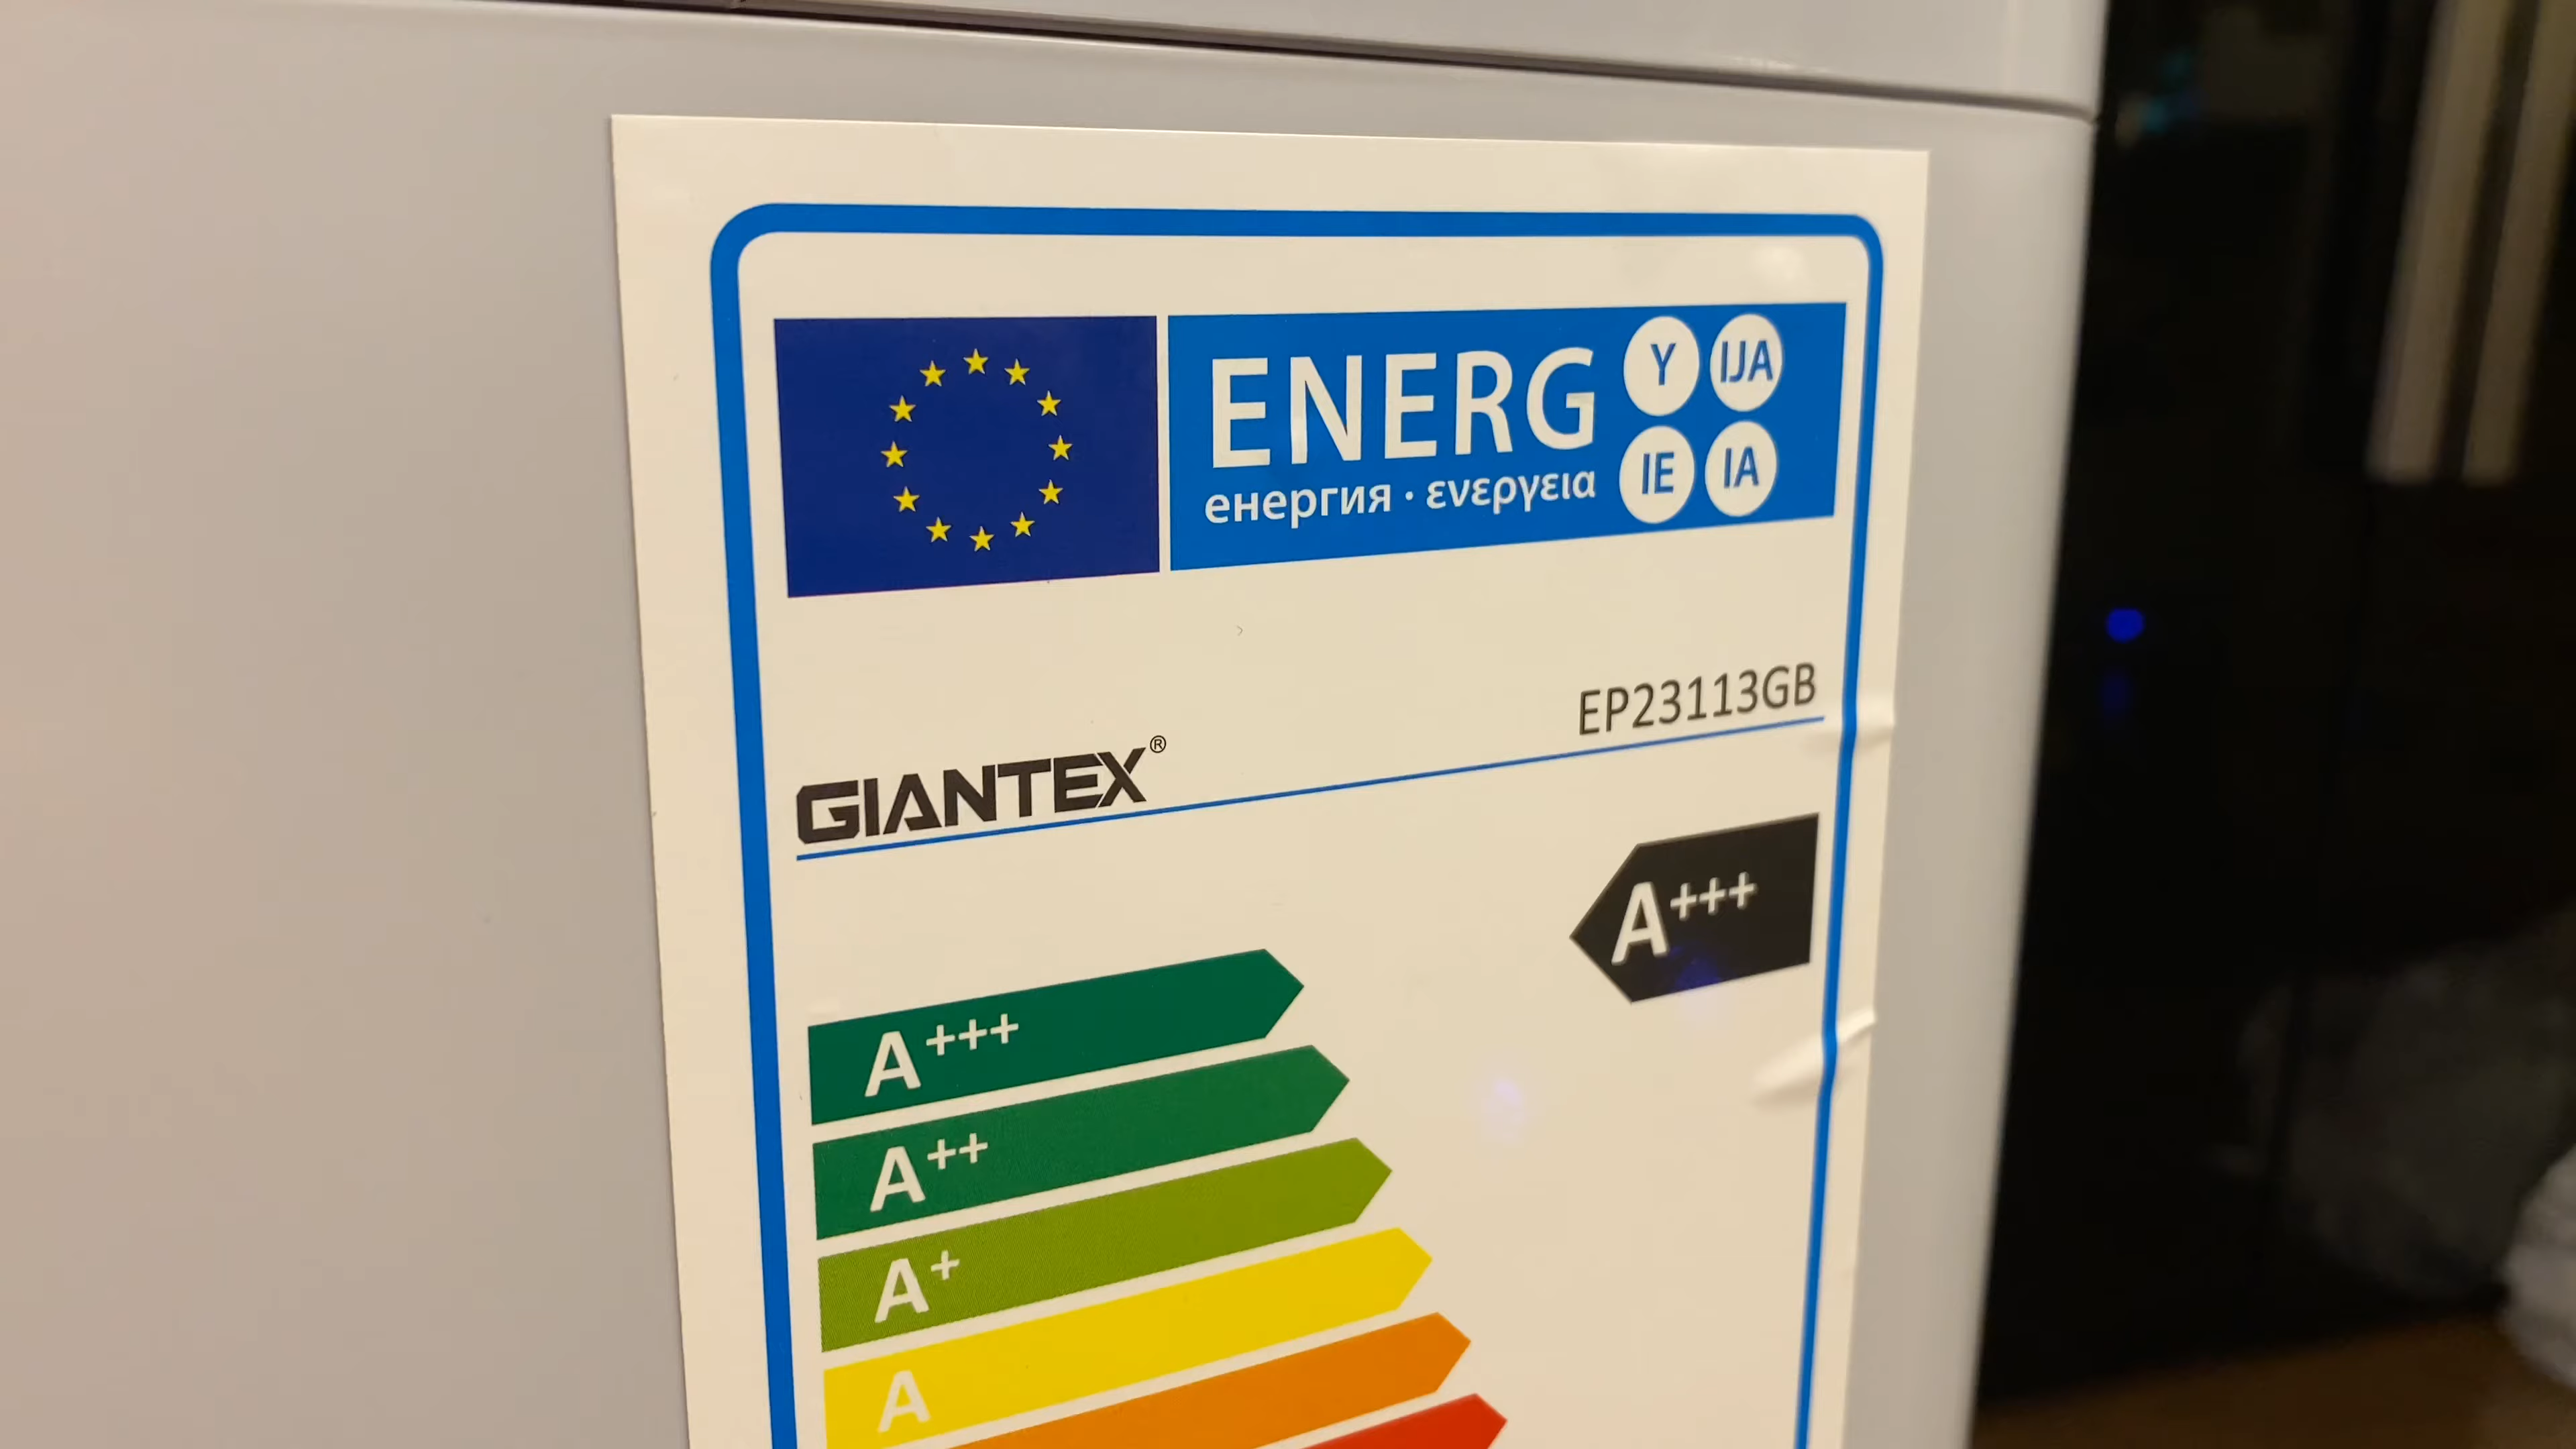 ENERG Y IJA
енергия · ενεργεια IE IA
EP23113GB
GIANTEX®
A+++
A+++
A++
A+
A